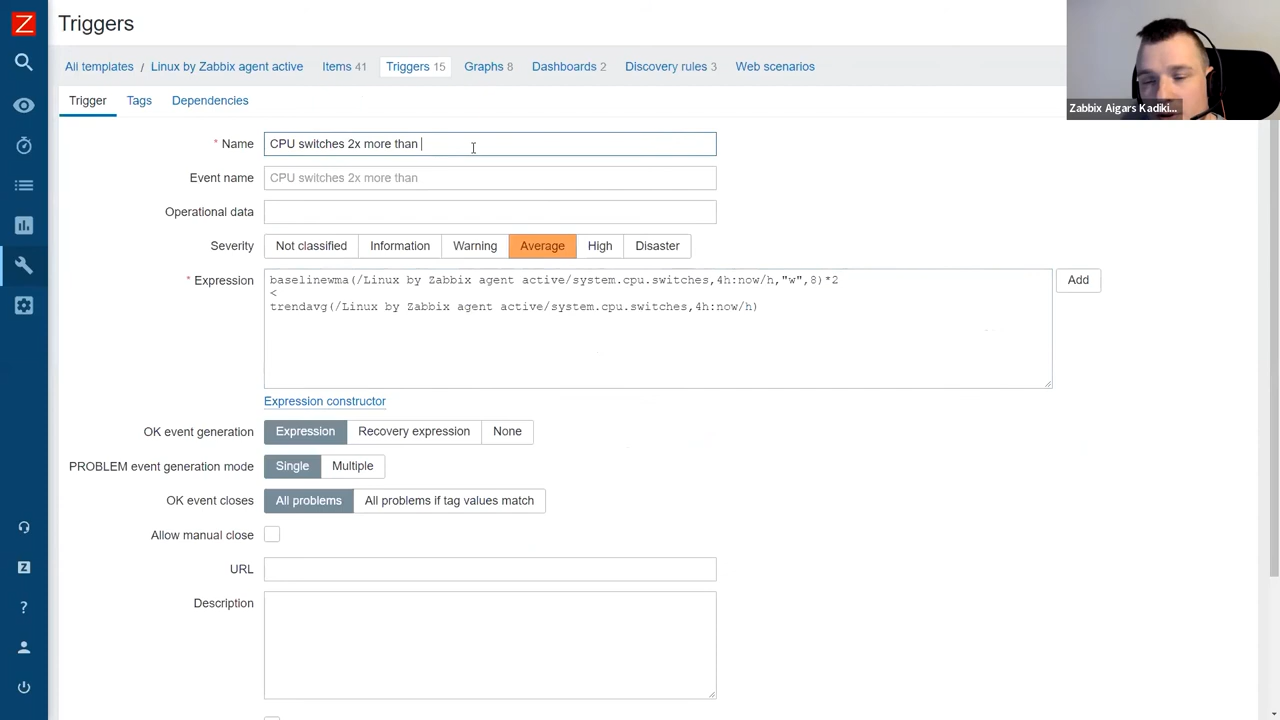 Z
Triggers
All templates / Linux by Zabbix agent active Items 41 Triggers 15 Graphs 8 Dashboards 2 Discovery rules 3 Web scenarios
Trigger Tags Dependencies
* Name CPU switches 2x more than
Event name CPU switches 2x more than
Operational data
Severity Not classified Information Warning Average High Disaster
* Expression baselinewma(/Linux by Zabbix agent active/system.cpu.switches,4h:now/h,"w",8)*2 Add
<
trendavg(/Linux by Zabbix agent active/system.cpu.switches,4h:now/h)
Expression constructor
OK event generation Expression Recovery expression None
PROBLEM event generation mode Single Multiple
OK event closes All problems All problems if tag values match
Allow manual close
URL
Description
Zabbix Aigars Kadiki...
Z
?